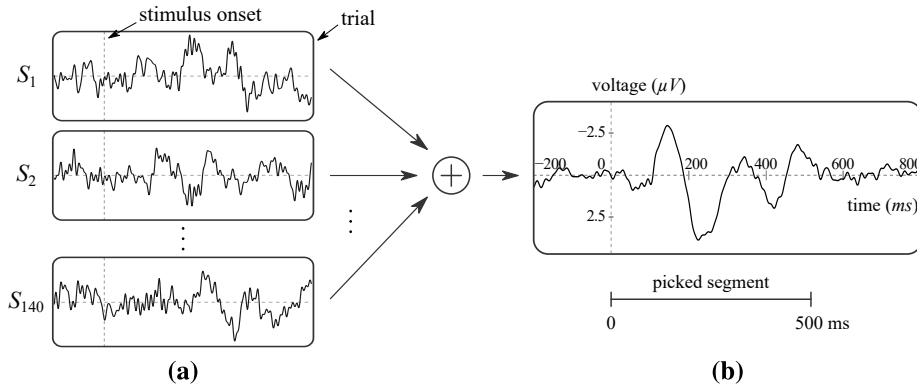 stimulus onset
trial
S1
S2
S140
voltage (μV)
−2.5
−200 0 200 400 600 800
time (ms)
2.5
picked segment
0 500 ms
(a) (b)